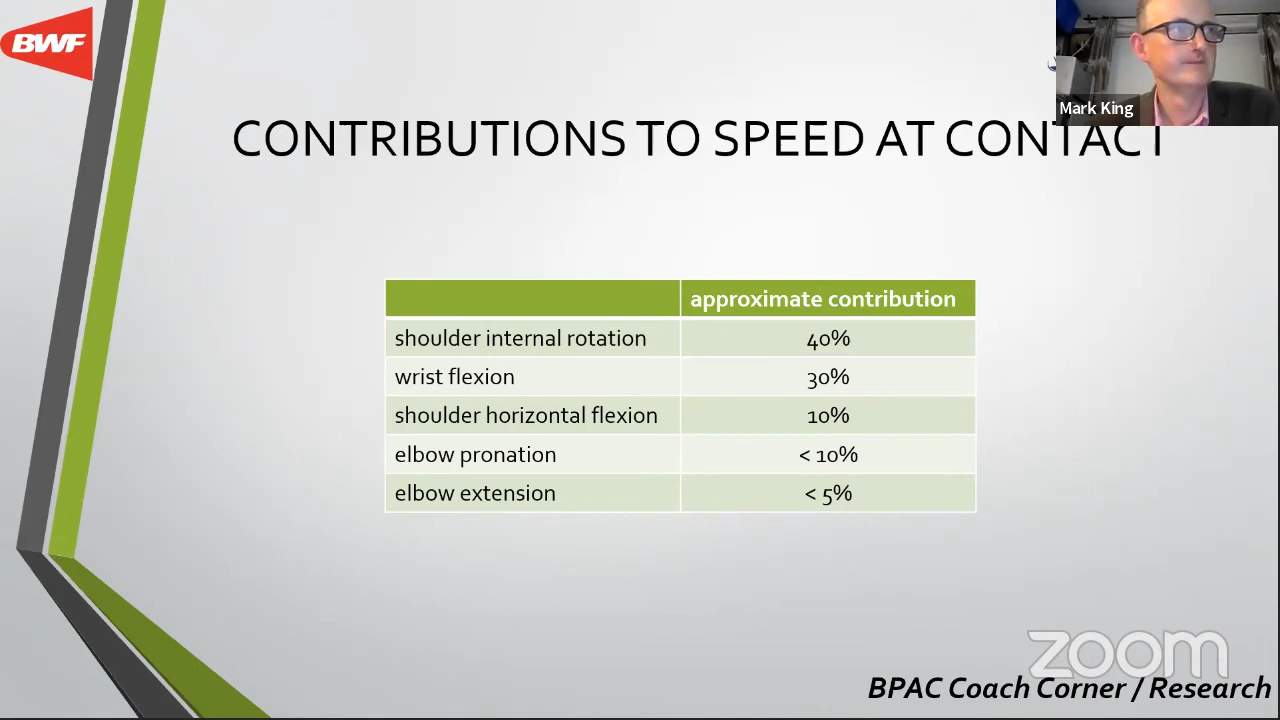 BWF
Mark King
CONTRIBUTIONS TO SPEED AT CONTACT
approximate contribution
shoulder internal rotation 40%
wrist flexion 30%
shoulder horizontal flexion 10%
elbow pronation < 10%
elbow extension < 5%
zoom
BPAC Coach Corner / Research